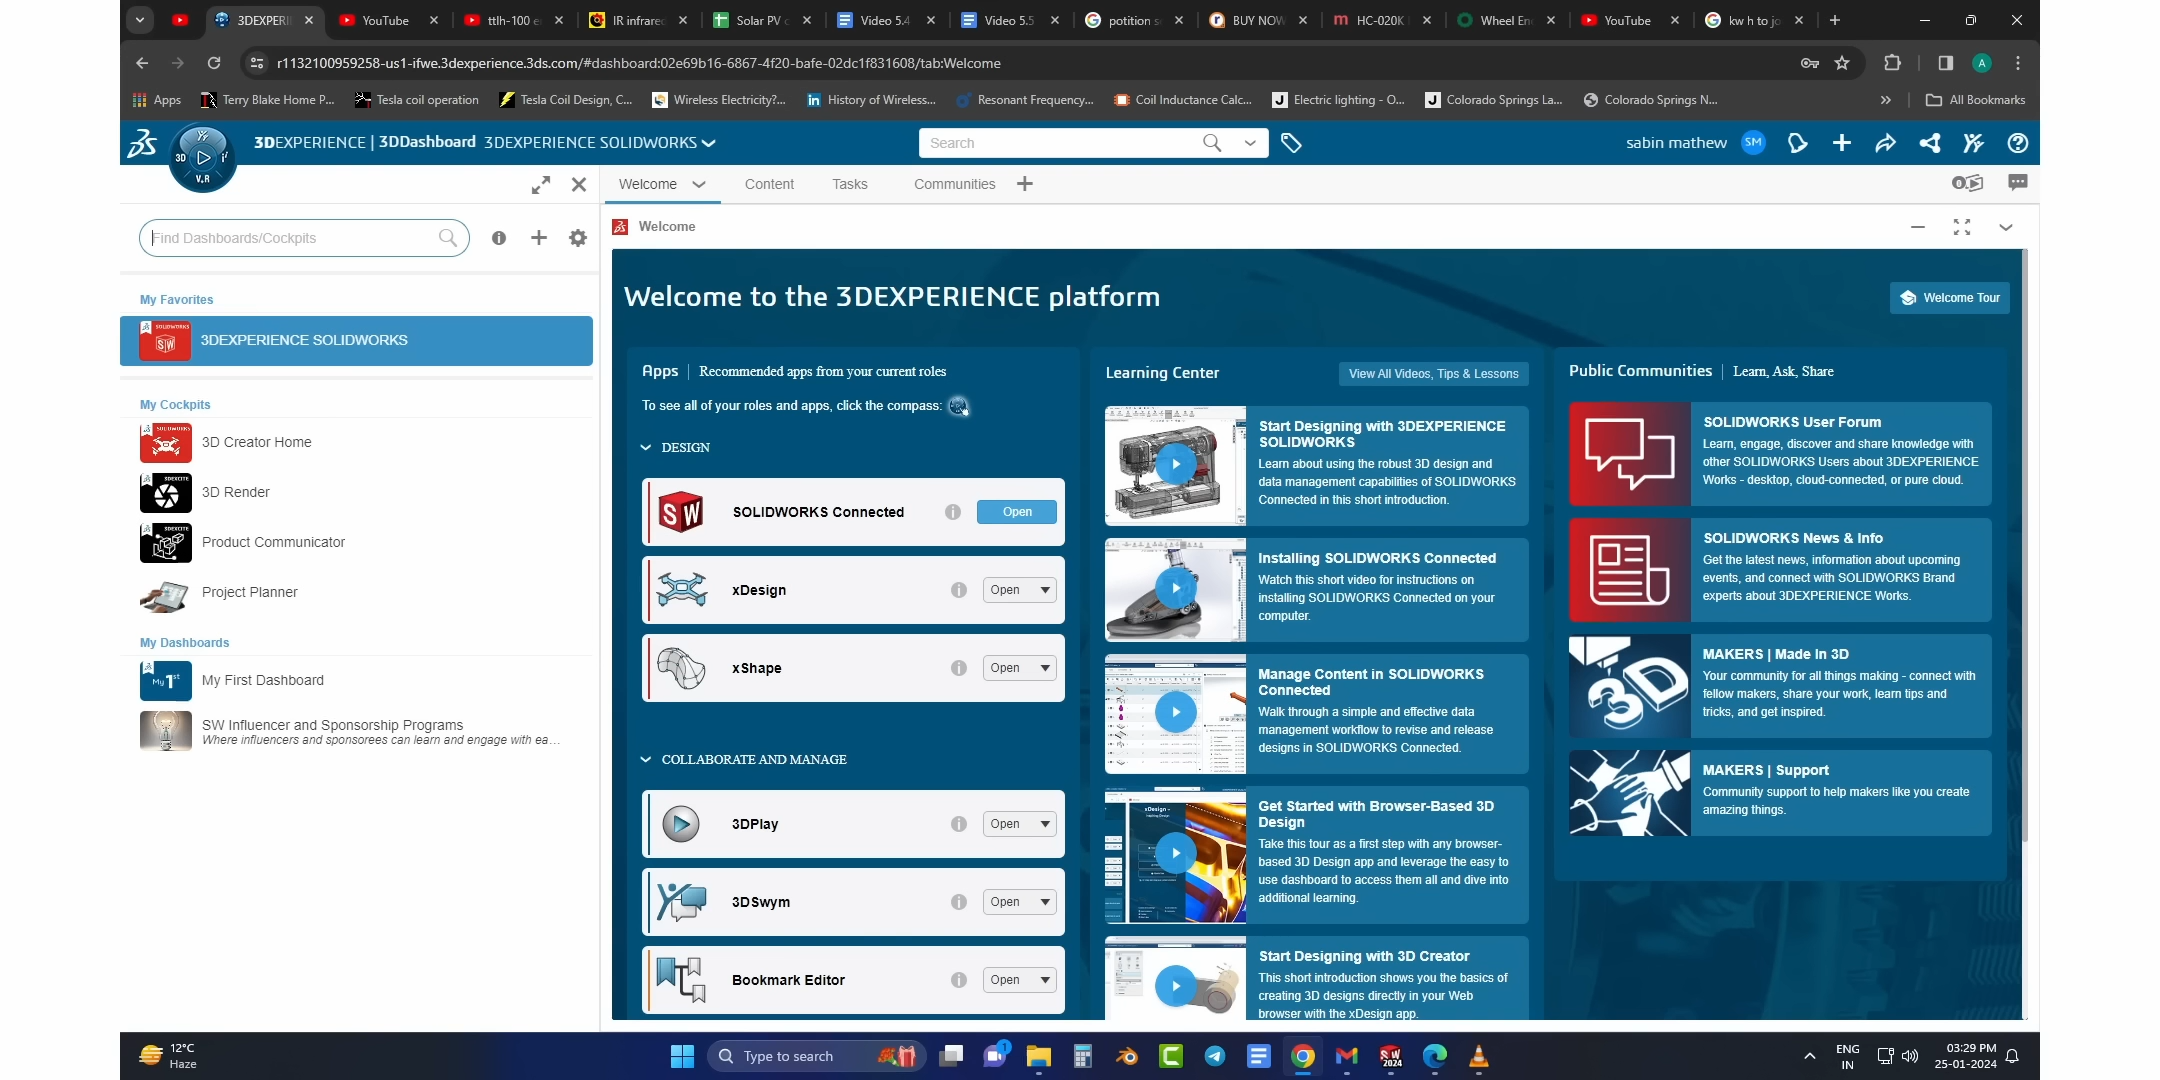 3DEXPERI
YouTube
ttlh-100 e
IR infrare
Solar PV c
Video 5.4
Video 5.5
potition s
BUY NOW
HC-020K
Wheel En
YouTube
kw h to jo
r1132100959258-us1-ifwe.3dexperience.3ds.com/#dashboard:02e69b16-6867-4f20-bafe-02dc1f831608/tab:Welcome
A
Apps
Terry Blake Home P...
Tesla coil operation
Tesla Coil Design, C...
Wireless Electricity?...
History of Wireless...
Resonant Frequency...
Coil Inductance Calc...
Electric lighting - O...
Colorado Springs La...
Colorado Springs N...
All Bookmarks
3D
V.R
3DEXPERIENCE | 3DDashboard 3DEXPERIENCE SOLIDWORKS
Search
sabin mathew
SM
Welcome
Content
Tasks
Communities
Find Dashboards/Cockpits
My Favorites
3DEXPERIENCE SOLIDWORKS
My Cockpits
3D Creator Home
3D Render
Product Communicator
Project Planner
My Dashboards
My 1st
My First Dashboard
SW Influencer and Sponsorship Programs
Where influencers and sponsorees can learn and engage with ea...
Welcome
Welcome to the 3DEXPERIENCE platform
Welcome Tour
Apps | Recommended apps from your current roles
To see all of your roles and apps, click the compass:
DESIGN
SOLIDWORKS Connected
Open
xDesign
Open
xShape
Open
COLLABORATE AND MANAGE
3DPlay
Open
3DSwym
Open
Bookmark Editor
Open
Learning Center
View All Videos, Tips & Lessons
Start Designing with 3DEXPERIENCE
SOLIDWORKS
Learn about using the robust 3D design and
data management capabilities of SOLIDWORKS
Connected in this short introduction.
Installing SOLIDWORKS Connected
Watch this short video for instructions on
installing SOLIDWORKS Connected on your
computer.
Manage Content in SOLIDWORKS
Connected
Walk through a simple and effective data
management workflow to revise and release
designs in SOLIDWORKS Connected.
Get Started with Browser-Based 3D
Design
Take this tour as a first step with any browser-
based 3D Design app and leverage the easy to
use dashboard to access them all and dive into
additional learning.
Start Designing with 3D Creator
This short introduction shows you the basics of
creating 3D designs directly in your Web
browser with the xDesign app.
Public Communities | Learn, Ask, Share
SOLIDWORKS User Forum
Learn, engage, discover and share knowledge with
other SOLIDWORKS Users about 3DEXPERIENCE
Works - desktop, cloud-connected, or pure cloud.
SOLIDWORKS News & Info
Get the latest news, information about upcoming
events, and connect with SOLIDWORKS Brand
experts about 3DEXPERIENCE Works.
MAKERS | Made In 3D
Your community for all things making - connect with
fellow makers, share your work, learn tips and
tricks, and get inspired.
MAKERS | Support
Community support to help makers like you create
amazing things.
12°C
Haze
Type to search
1
SW
2024
ENG
IN
03:29 PM
25-01-2024